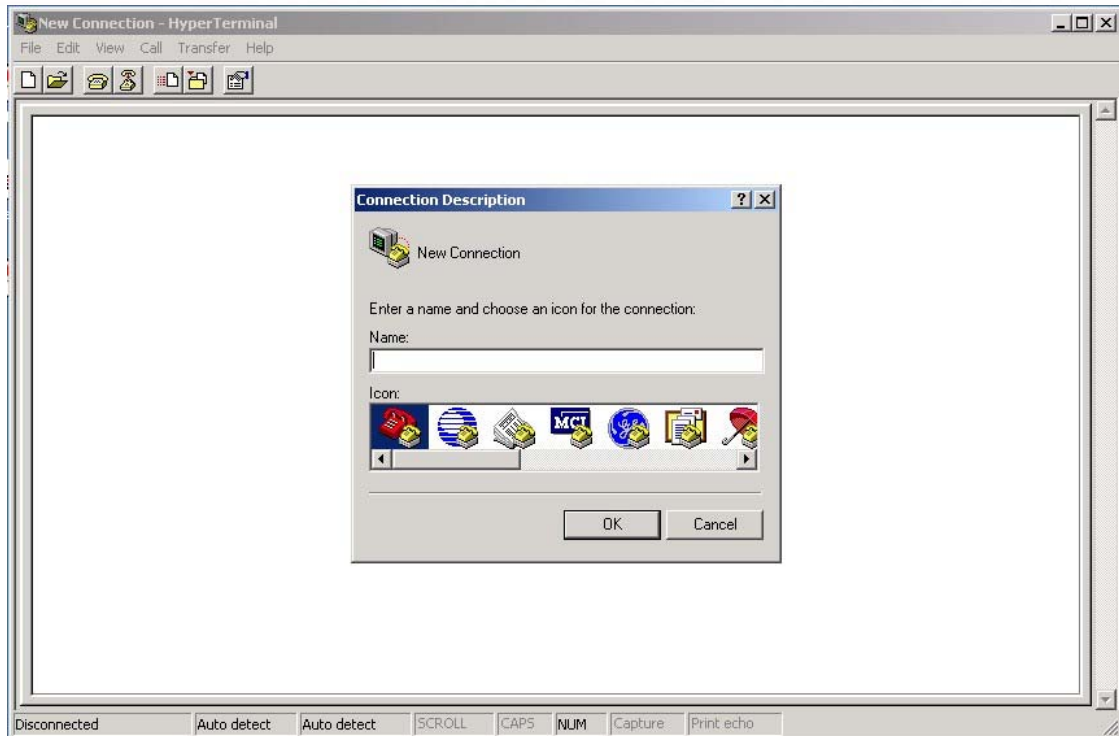 New Connection - HyperTerminal
File Edit View Call Transfer Help
Connection Description
New Connection
Enter a name and choose an icon for the connection:
Name:
Icon:
MCI
OK Cancel
Disconnected Auto detect Auto detect SCROLL CAPS NUM Capture Print echo